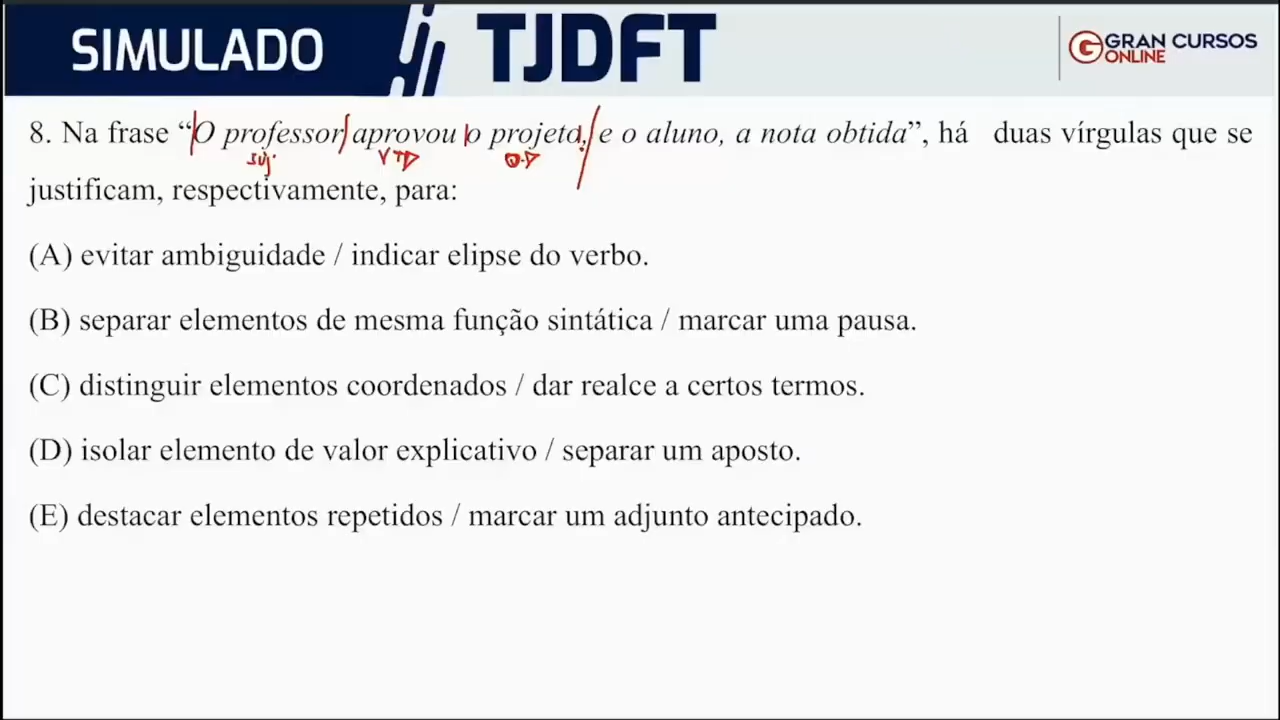 SIMULADO
TJDFT
GRAN CURSOS
ONLINE
8. Na frase “O professor aprovou o projeto, e o aluno, a nota obtida”, há duas vírgulas que se
suj. VTD O.D
justificam, respectivamente, para:
(A) evitar ambiguidade / indicar elipse do verbo.
(B) separar elementos de mesma função sintática / marcar uma pausa.
(C) distinguir elementos coordenados / dar realce a certos termos.
(D) isolar elemento de valor explicativo / separar um aposto.
(E) destacar elementos repetidos / marcar um adjunto antecipado.